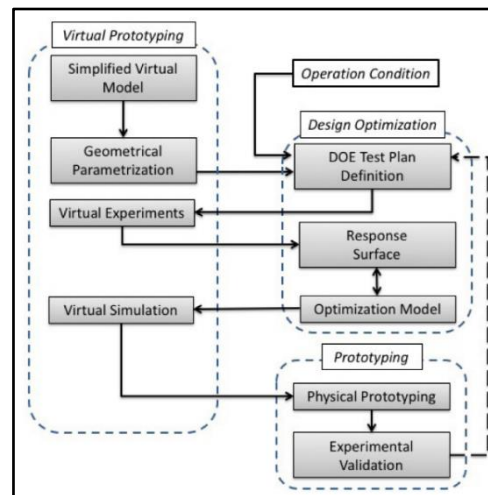 Virtual Prototyping
Simplified Virtual
Model
Geometrical
Parametrization
Virtual Experiments
Virtual Simulation
Operation Condition
Design Optimization
DOE Test Plan
Definition
Response
Surface
Optimization Model
Prototyping
Physical Prototyping
Experimental
Validation